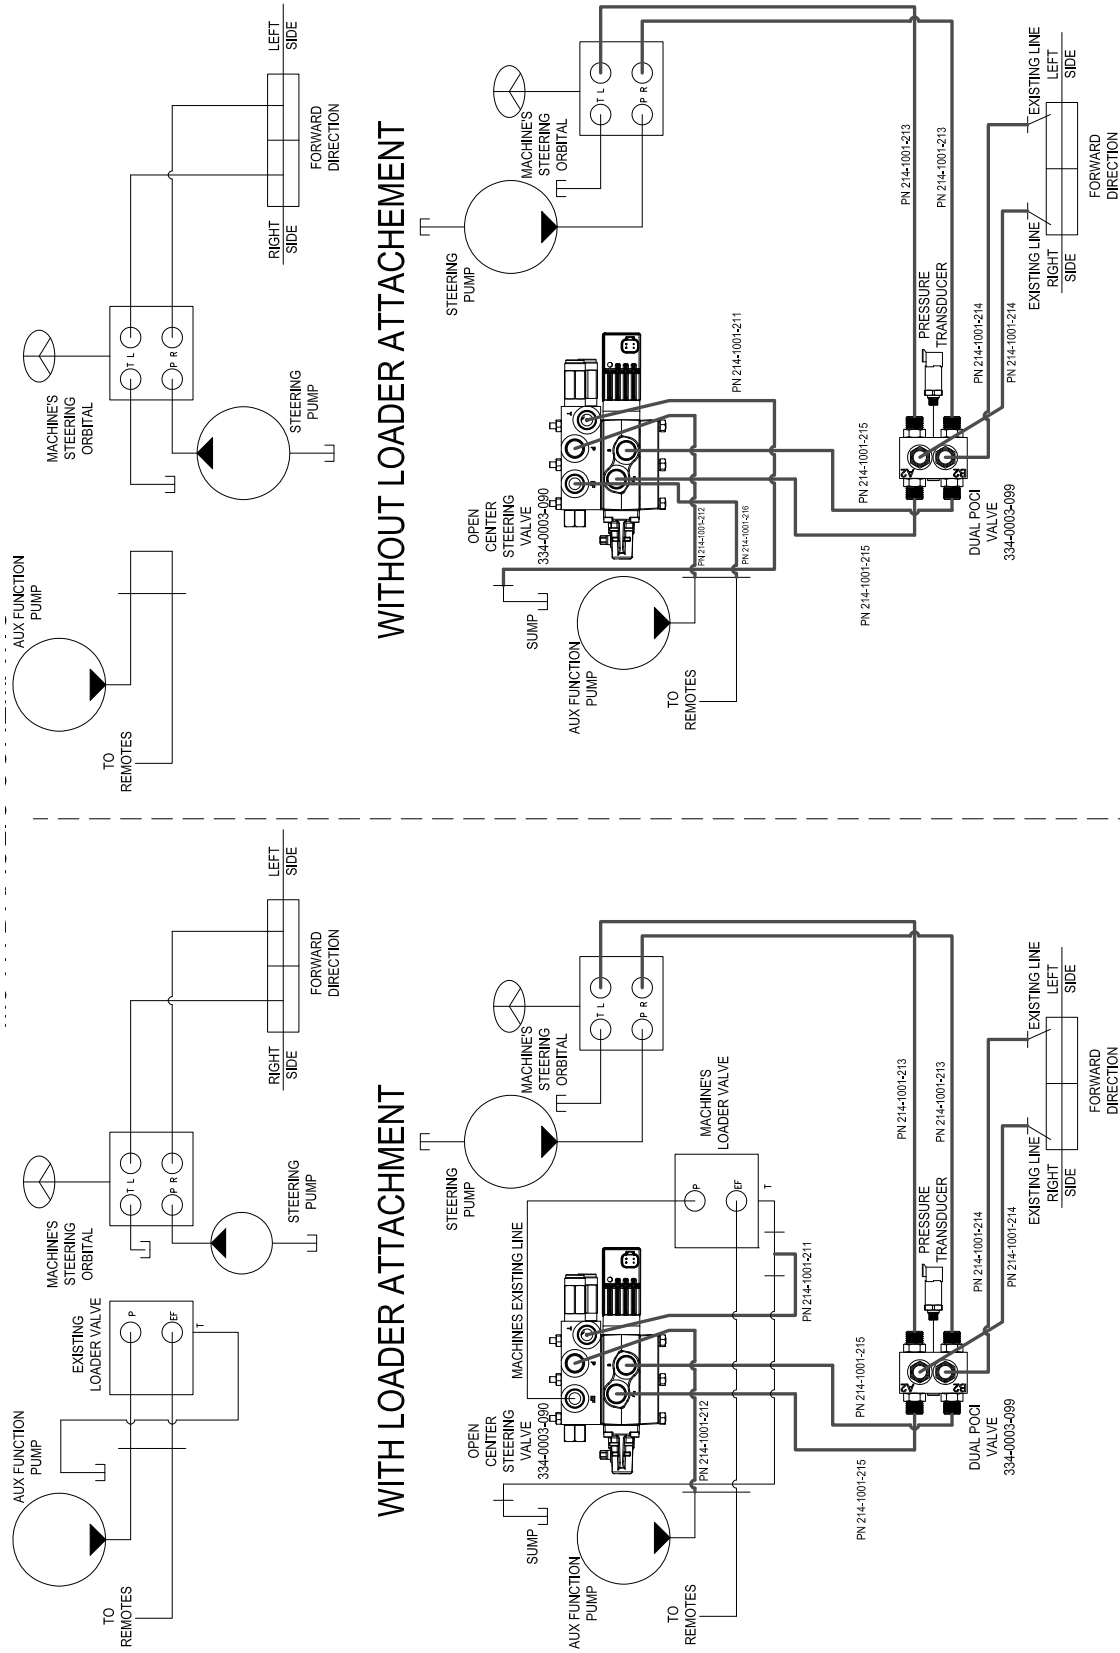 AUX FUNCTION
PUMP
TO
REMOTES
EXISTING
LOADER VALVE
P
EF
T
MACHINE'S
STEERING
ORBITAL
T L
P R
STEERING
PUMP
RIGHT
SIDE
LEFT
SIDE
FORWARD
DIRECTION
WITH LOADER ATTACHMENT
AUX FUNCTION
PUMP
TO
REMOTES
SUMP
OPEN
CENTER
STEERING
VALVE
334-0003-090
MACHINES EXISTING LINE
STEERING
PUMP
MACHINE'S
STEERING
ORBITAL
T L
P R
MACHINE'S
LOADER VALVE
P
EF
T
P
T
EF
PN 214-1001-212
PN 214-1001-211
PN 214-1001-215
PN 214-1001-215
PN 214-1001-213
PN 214-1001-213
DUAL POCI
VALVE
334-0003-099
A2
B2
PRESSURE
TRANSDUCER
PN 214-1001-214
PN 214-1001-214
EXISTING LINE
EXISTING LINE
RIGHT
SIDE
LEFT
SIDE
FORWARD
DIRECTION
AUX FUNCTION
PUMP
TO
REMOTES
MACHINE'S
STEERING
ORBITAL
T L
P R
STEERING
PUMP
RIGHT
SIDE
LEFT
SIDE
FORWARD
DIRECTION
WITHOUT LOADER ATTACHEMENT
AUX FUNCTION
PUMP
TO
REMOTES
SUMP
OPEN
CENTER
STEERING
VALVE
334-0003-090
P
T
STEERING
PUMP
MACHINE'S
STEERING
ORBITAL
T L
P R
PN 214-1001-212
PN 214-1001-216
PN 214-1001-211
PN 214-1001-215
PN 214-1001-215
PN 214-1001-213
PN 214-1001-213
DUAL POCI
VALVE
334-0003-099
A2
B2
PRESSURE
TRANSDUCER
PN 214-1001-214
PN 214-1001-214
EXISTING LINE
EXISTING LINE
RIGHT
SIDE
LEFT
SIDE
FORWARD
DIRECTION